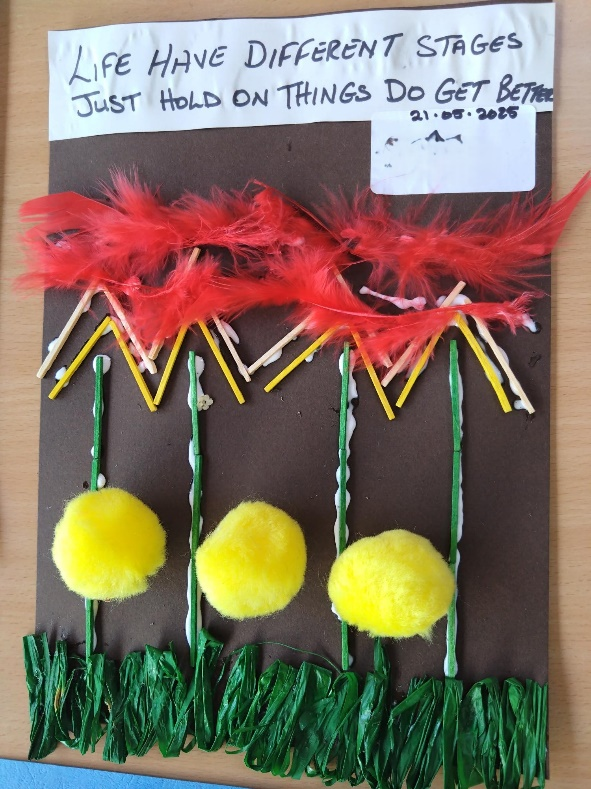 LIFE HAVE DIFFERENT STAGES
JUST HOLD ON THINGS DO GET BETTER
21.05.2025